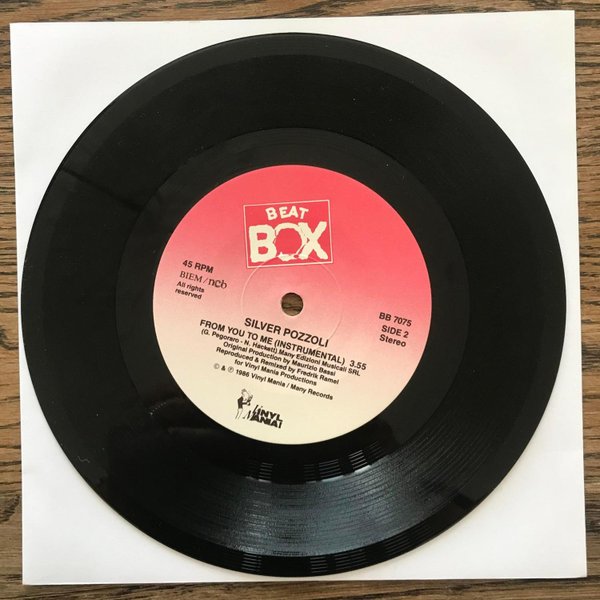 BEAT
BOX
45 RPM
BIEM/ncb
All rights
reserved
BB 7075
SIDE 2
Stereo
SILVER POZZOLI
FROM YOU TO ME (INSTRUMENTAL) 3.55
(G. Pegoraro - N. Hackett) Many Edizioni Musicali SRL
Original Production by Maurizio Bassi
Reproduced & Remixed by Fredrik Ramel
for Vinyl Mania Productions
© & ℗ 1986 Vinyl Mania / Many Records
VINYL
MANIA!